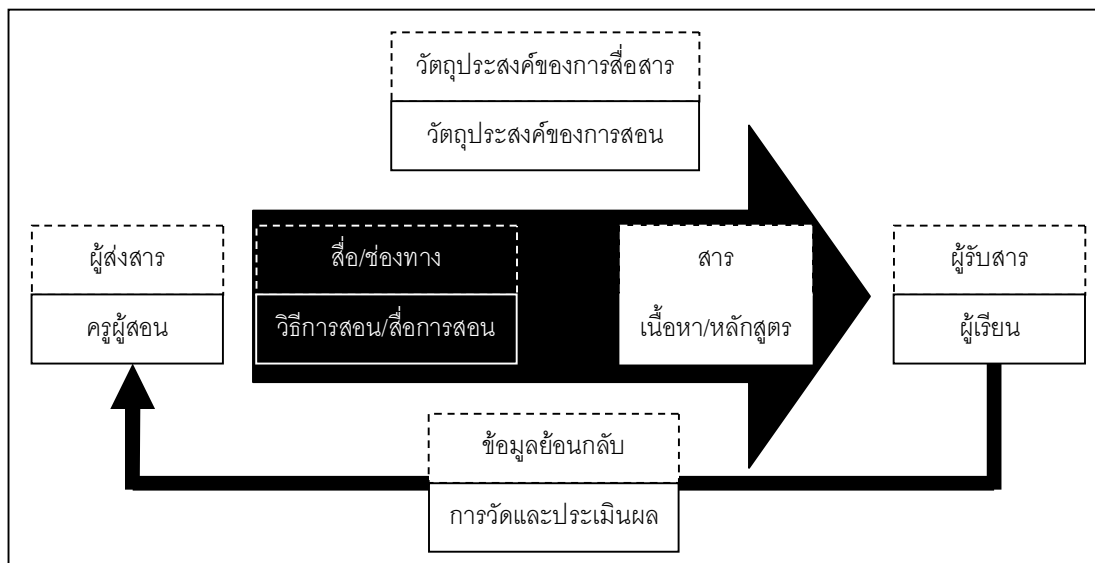 วัตถุประสงค์ของการสื่อสาร
วัตถุประสงค์ของการสอน
ผู้ส่งสาร
ครูผู้สอน
สื่อ/ช่องทาง
วิธีการสอน/สื่อการสอน
สาร
เนื้อหา/หลักสูตร
ผู้รับสาร
ผู้เรียน
ข้อมูลย้อนกลับ
การวัดและประเมินผล